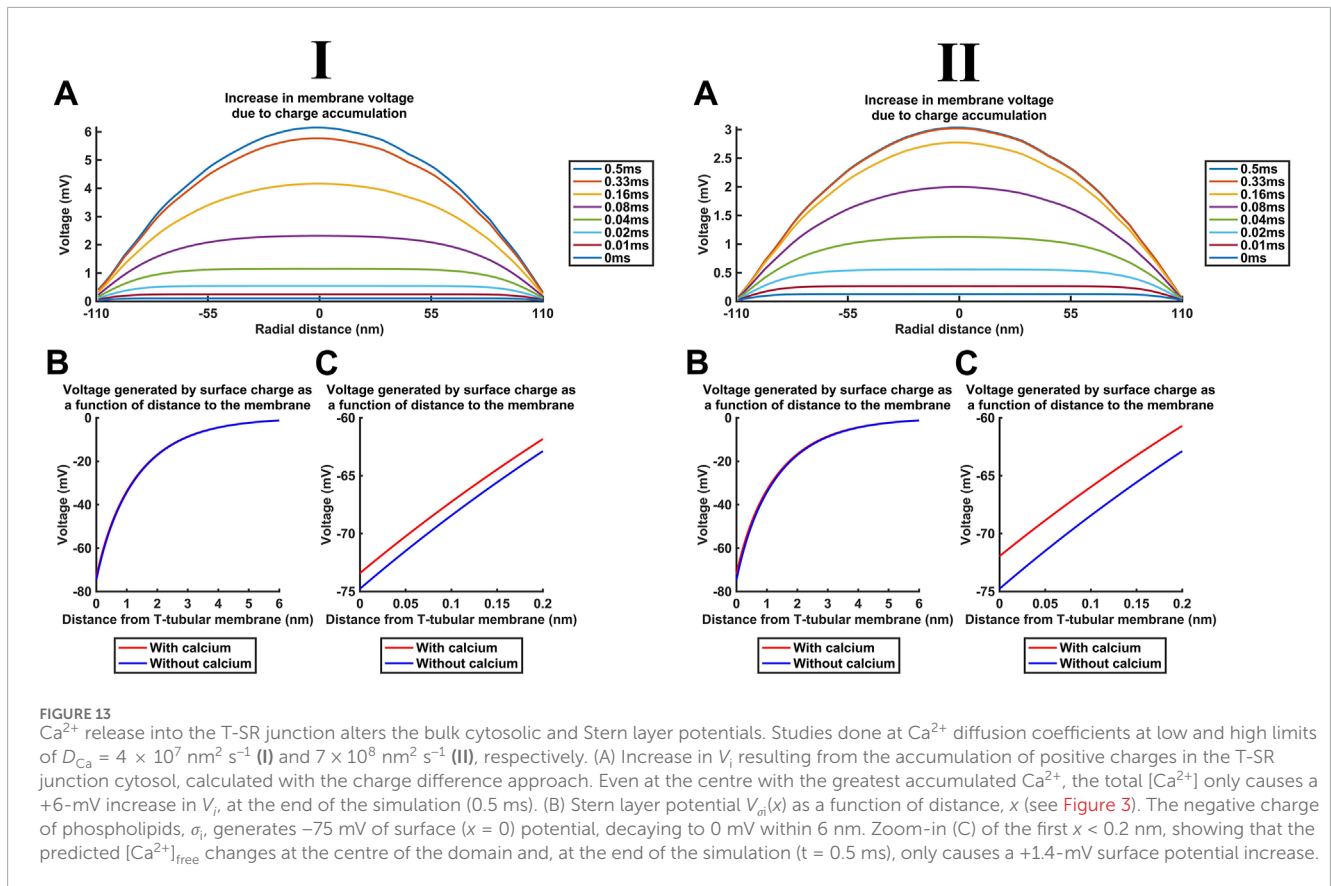 I
A
Increase in membrane voltage
due to charge accumulation
Voltage (mV)
6
5
4
3
2
1
0
-110
-55
0
55
110
Radial distance (nm)
0.5ms
0.33ms
0.16ms
0.08ms
0.04ms
0.02ms
0.01ms
0ms
B
Voltage generated by surface charge as
a function of distance to the membrane
Voltage (mV)
0
-20
-40
-60
-80
0
1
2
3
4
5
6
Distance from T-tubular membrane (nm)
With calcium
Without calcium
C
Voltage generated by surface charge as
a function of distance to the membrane
Voltage (mV)
-60
-65
-70
-75
0
0.05
0.1
0.15
0.2
Distance from T-tubular membrane (nm)
With calcium
Without calcium
II
A
Increase in membrane voltage
due to charge accumulation
Voltage (mV)
3
2.5
2
1.5
1
0.5
0
-110
-55
0
55
110
Radial distance (nm)
0.5ms
0.33ms
0.16ms
0.08ms
0.04ms
0.02ms
0.01ms
0ms
B
Voltage generated by surface charge as
a function of distance to the membrane
Voltage (mV)
0
-20
-40
-60
-80
0
1
2
3
4
5
6
Distance from T-tubular membrane (nm)
With calcium
Without calcium
C
Voltage generated by surface charge as
a function of distance to the membrane
Voltage (mV)
-60
-65
-70
-75
0
0.05
0.1
0.15
0.2
Distance from T-tubular membrane (nm)
With calcium
Without calcium
FIGURE 13
Ca²⁺ release into the T-SR junction alters the bulk cytosolic and Stern layer potentials. Studies done at Ca²⁺ diffusion coefficients at low and high limits
of D_Ca = 4 × 10⁷ nm² s⁻¹ (I) and 7 × 10⁸ nm² s⁻¹ (II), respectively. (A) Increase in V_i resulting from the accumulation of positive charges in the T-SR
junction cytosol, calculated with the charge difference approach. Even at the centre with the greatest accumulated Ca²⁺, the total [Ca²⁺] only causes a
+6-mV increase in V_i, at the end of the simulation (0.5 ms). (B) Stern layer potential V_σi(x) as a function of distance, x (see Figure 3). The negative charge
of phospholipids, σ_i, generates –75 mV of surface (x = 0) potential, decaying to 0 mV within 6 nm. Zoom-in (C) of the first x < 0.2 nm, showing that the
predicted [Ca²⁺]_free changes at the centre of the domain and, at the end of the simulation (t = 0.5 ms), only causes a +1.4-mV surface potential increase.